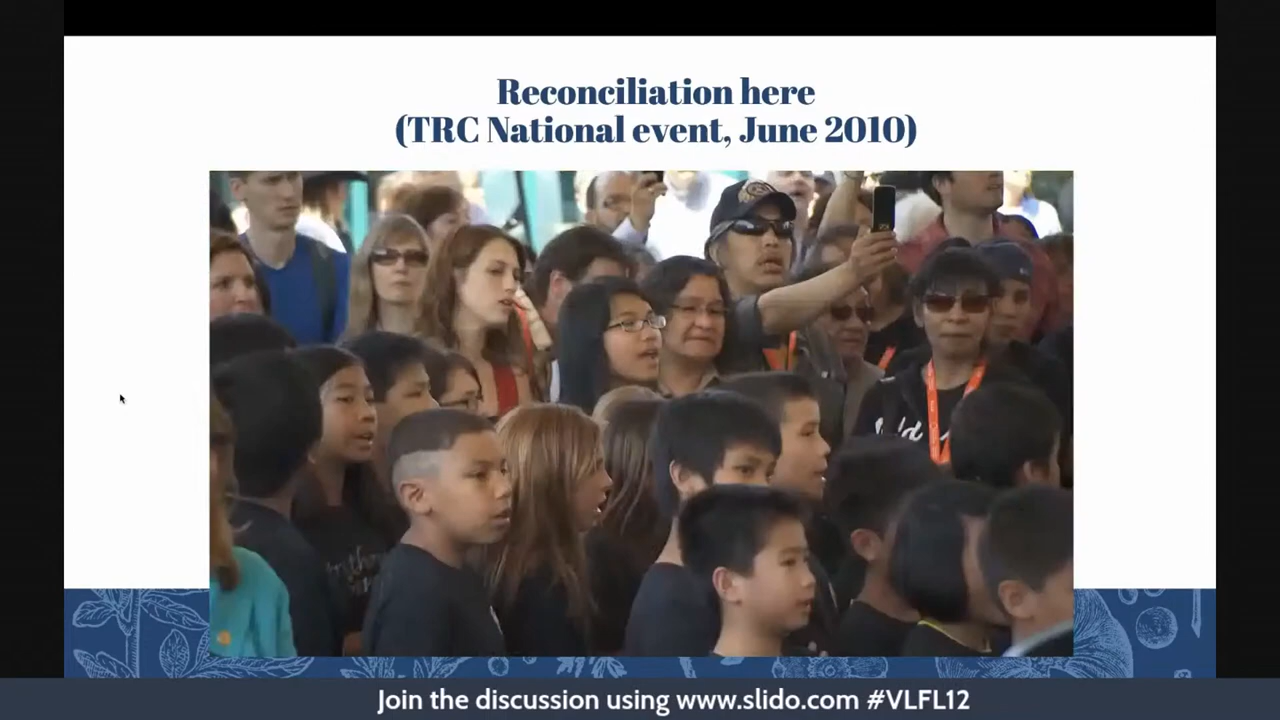 Reconciliation here
(TRC National event, June 2010)
Join the discussion using www.slido.com #VLFL12